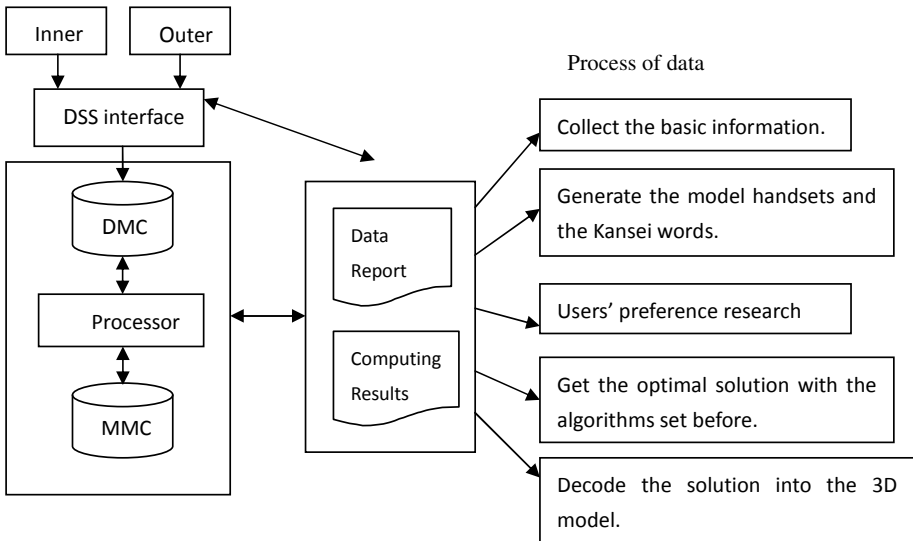 Inner
Outer
DSS interface
DMC
Processor
MMC
Data
Report
Computing
Results
Process of data
Collect the basic information.
Generate the model handsets and
the Kansei words.
Users’ preference research
Get the optimal solution with the
algorithms set before.
Decode the solution into the 3D
model.